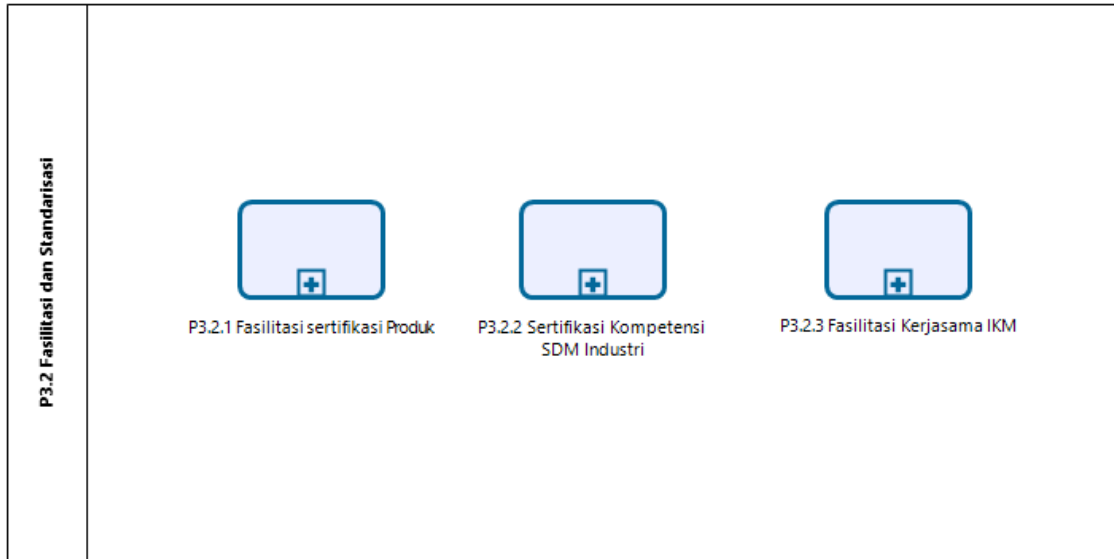 P3.2 Fasilitasi dan Standarisasi
P3.2.1 Fasilitasi sertifikasi Produk
P3.2.2 Sertifikasi Kompetensi
SDM Industri
P3.2.3 Fasilitasi Kerjasama IKM